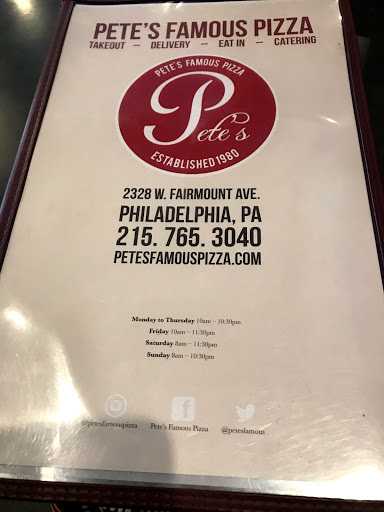 PETE'S FAMOUS PIZZA
TAKEOUT – DELIVERY – EAT IN – CATERING
PETE'S FAMOUS PIZZA
Pete's
ESTABLISHED 1980
2328 W. FAIRMOUNT AVE.
PHILADELPHIA, PA
215. 765. 3040
PETESFAMOUSPIZZA.COM
Monday to Thursday 10am – 10:30pm
Friday 10am – 11:30pm
Saturday 8am – 11:30pm
Sunday 8am – 10:30pm
@petesfamouspizza
Pete's Famous Pizza
@petesfamous